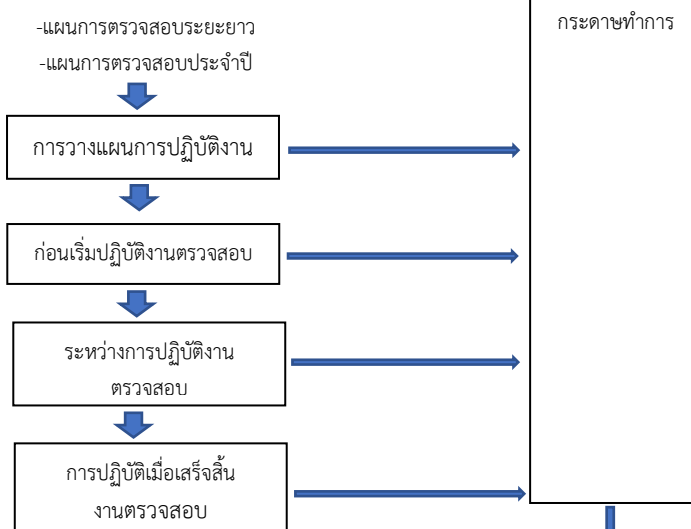 -แผนการตรวจสอบระยะยาว
-แผนการตรวจสอบประจำปี
กระดาษทำการ
การวางแผนการปฏิบัติงาน
ก่อนเริ่มปฏิบัติงานตรวจสอบ
ระหว่างการปฏิบัติงาน
ตรวจสอบ
การปฏิบัติเมื่อเสร็จสิ้น
งานตรวจสอบ